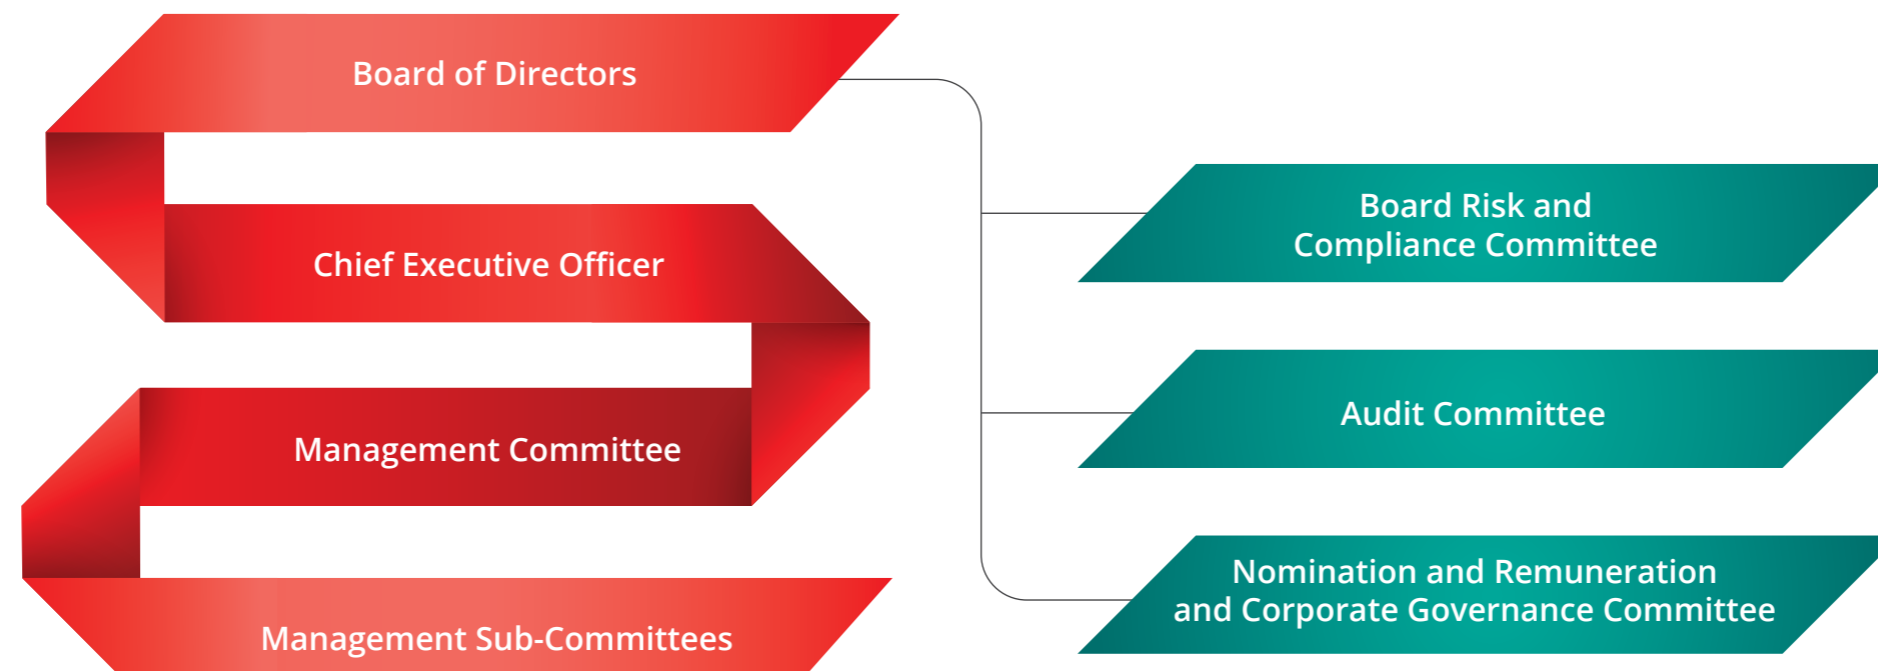 Board of Directors
Chief Executive Officer
Management Committee
Management Sub-Committees
Board Risk and
Compliance Committee
Audit Committee
Nomination and Remuneration
and Corporate Governance Committee